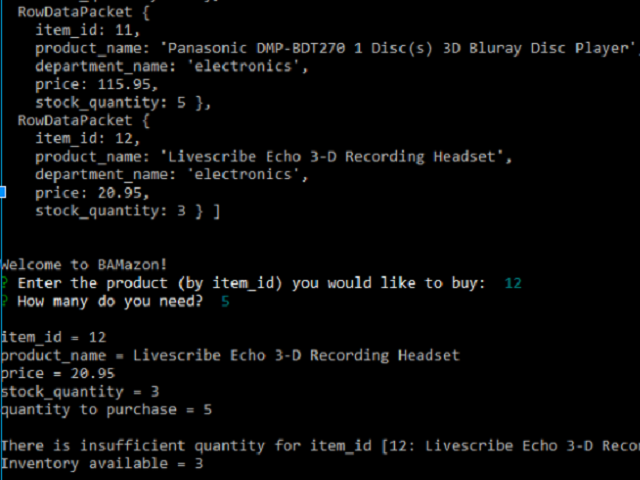 RowDataPacket {
item_id: 11,
product_name: 'Panasonic DMP-BDT270 1 Disc(s) 3D Bluray Disc Player',
department_name: 'electronics',
price: 115.95,
stock_quantity: 5 },
RowDataPacket {
item_id: 12,
product_name: 'Livescribe Echo 3-D Recording Headset',
department_name: 'electronics',
price: 20.95,
stock_quantity: 3 } ]
Welcome to BAMazon!
? Enter the product (by item_id) you would like to buy: 12
? How many do you need? 5
item_id = 12
product_name = Livescribe Echo 3-D Recording Headset
price = 20.95
stock_quantity = 3
quantity to purchase = 5
There is insufficient quantity for item_id [12: Livescribe Echo 3-D Reco
Inventory available = 3